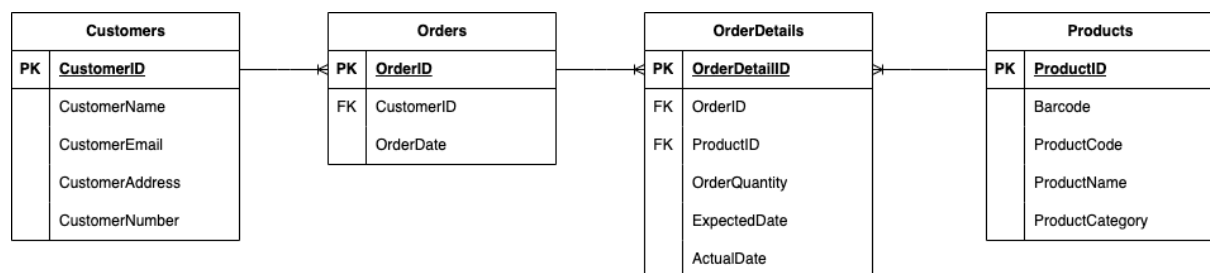 Customers
PK CustomerID
CustomerName
CustomerEmail
CustomerAddress
CustomerNumber
Orders
PK OrderID
FK CustomerID
OrderDate
OrderDetails
PK OrderDetailID
FK OrderID
FK ProductID
OrderQuantity
ExpectedDate
ActualDate
Products
PK ProductID
Barcode
ProductCode
ProductName
ProductCategory